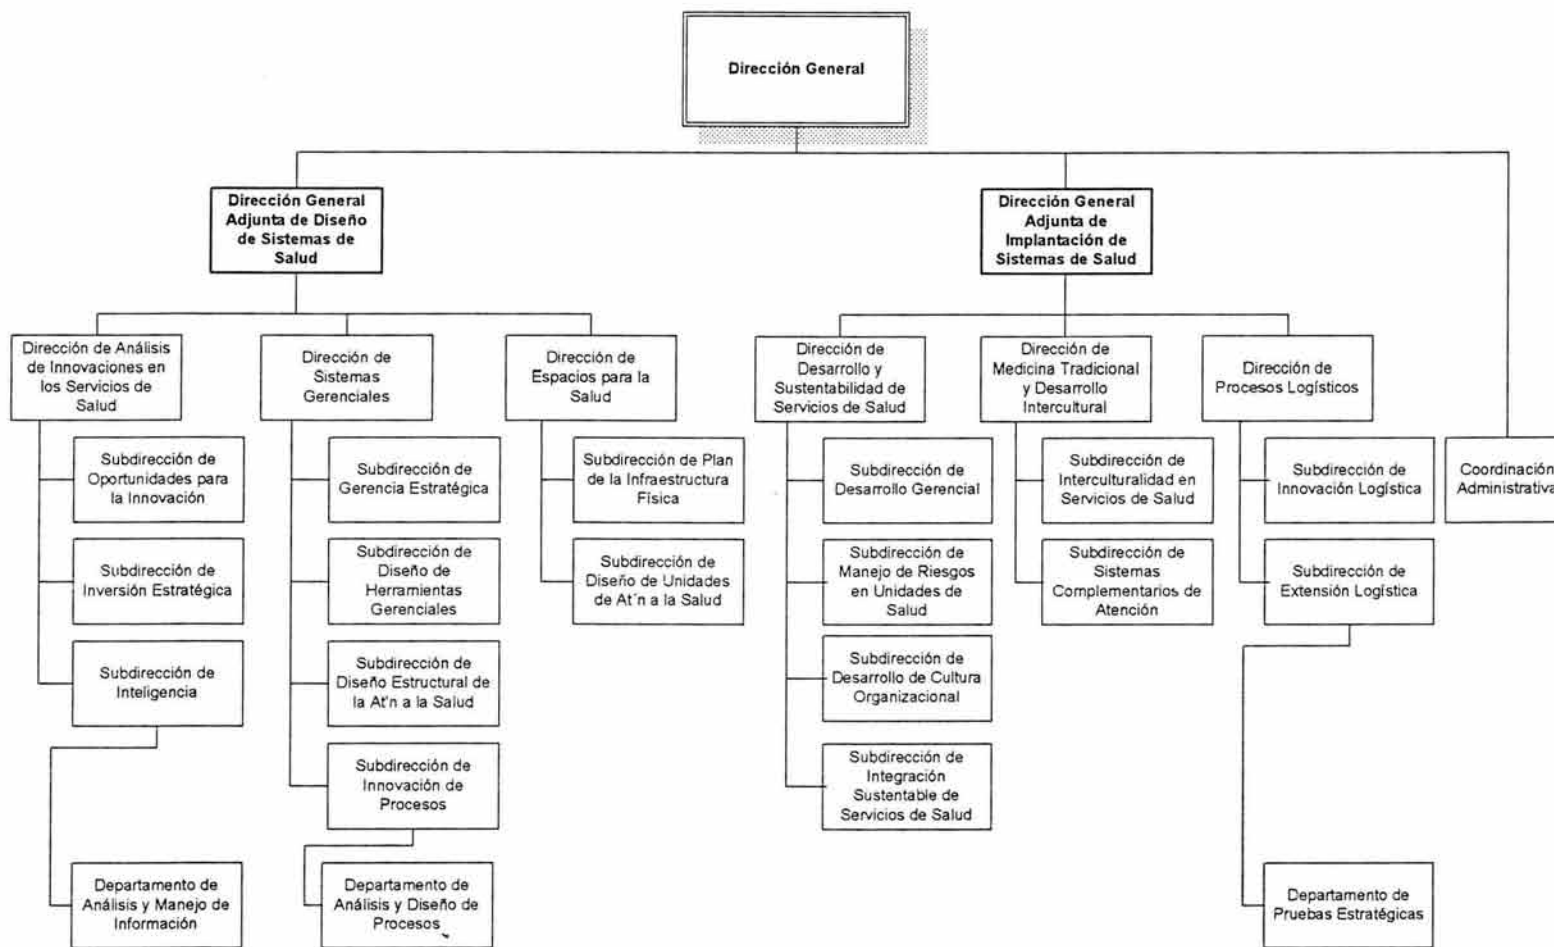 Dirección General
Dirección General
Adjunta de Diseño
de Sistemas de
Salud
Dirección General
Adjunta de
Implantación de
Sistemas de Salud
Dirección de Análisis
de Innovaciones en
los Servicios de
Salud
Dirección de
Sistemas
Gerenciales
Dirección de
Espacios para la
Salud
Dirección de
Desarrollo y
Sustentabilidad de
Servicios de Salud
Dirección de
Medicina Tradicional
y Desarrollo
Intercultural
Dirección de
Procesos Logísticos
Subdirección de
Oportunidades para
la Innovación
Subdirección de
Gerencia Estratégica
Subdirección de Plan
de la Infraestructura
Física
Subdirección de
Desarrollo Gerencial
Subdirección de
Interculturalidad en
Servicios de Salud
Subdirección de
Innovación Logística
Coordinación
Administrativa
Subdirección de
Inversión Estratégica
Subdirección de
Diseño de
Herramientas
Gerenciales
Subdirección de
Diseño de Unidades
de At´n a la Salud
Subdirección de
Manejo de Riesgos
en Unidades de
Salud
Subdirección de
Sistemas
Complementarios de
Atención
Subdirección de
Extensión Logística
Subdirección de
Inteligencia
Subdirección de
Diseño Estructural de
la At'n a la Salud
Subdirección de
Desarrollo de Cultura
Organizacional
Subdirección de
Innovación de
Procesos
Subdirección de
Integración
Sustentable de
Servicios de Salud
Departamento de
Análisis y Manejo de
Información
Departamento de
Análisis y Diseño de
Procesos
Departamento de
Pruebas Estratégicas